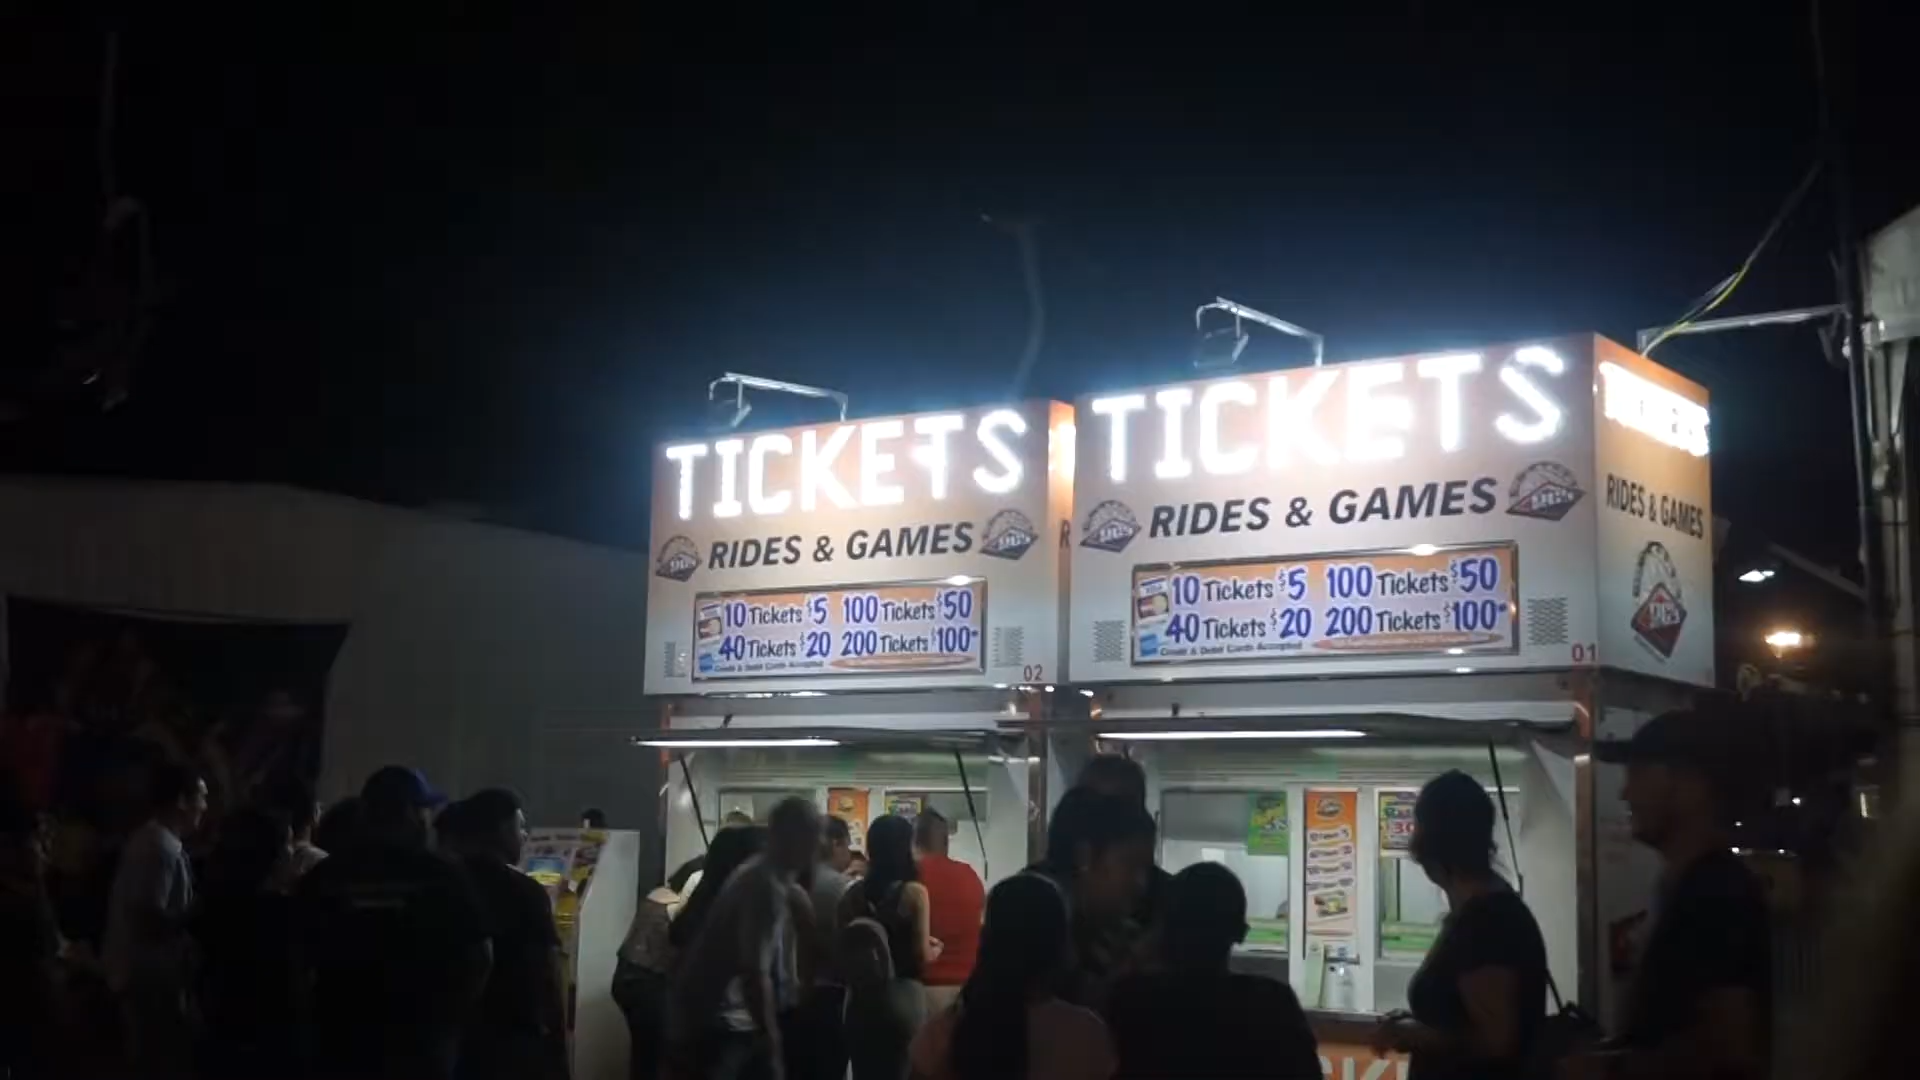 TICKETS
RIDES & GAMES
10 Tickets $5 100 Tickets $50
40 Tickets $20 200 Tickets $100
Credit & Debit Cards Accepted
02
TICKETS
RIDES & GAMES
10 Tickets $5 100 Tickets $50
40 Tickets $20 200 Tickets $100
Credit & Debit Cards Accepted
01
TICKETS
RIDES & GAMES